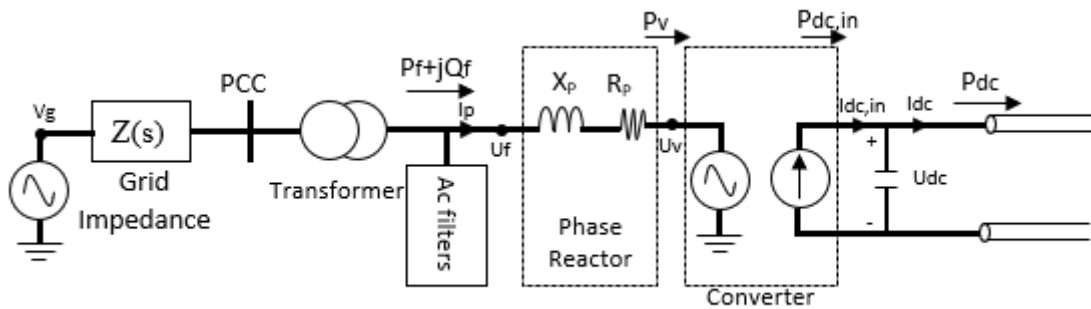 Vg
Z(s)
Grid
Impedance
PCC
Transformer
Pf+jQf
Ip
Ac filters
Uf
XP
RP
Phase
Reactor
Pv
Uv
Converter
Pdc,in
Idc,in
Idc
Pdc
+
Udc
-